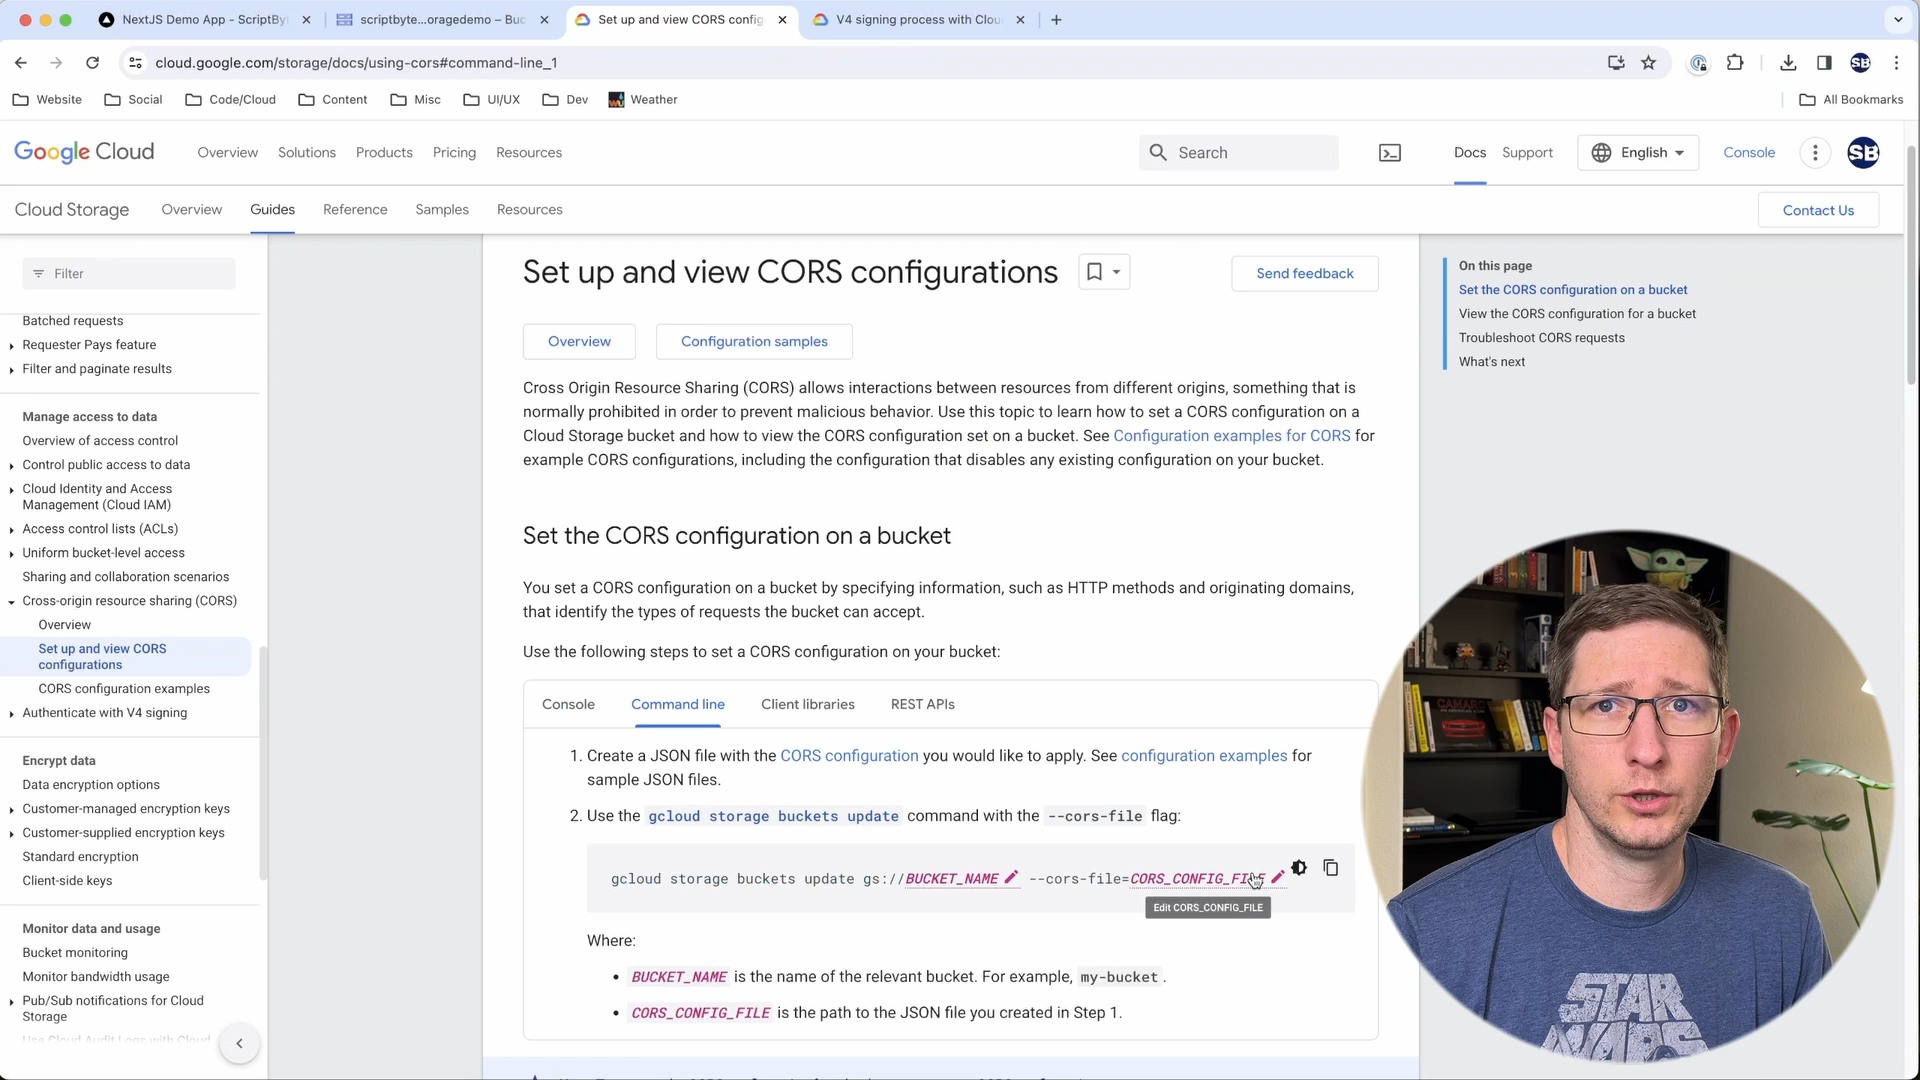 NextJS Demo App - ScriptBy
scriptbyte...oragedemo – Buc
Set up and view CORS config
V4 signing process with Clou
cloud.google.com/storage/docs/using-cors#command-line_1
SB
Website
Social
Code/Cloud
Content
Misc
UI/UX
Dev
Weather
All Bookmarks
Google Cloud
Overview
Solutions
Products
Pricing
Resources
Search
Docs
Support
English
Console
SB
Cloud Storage
Overview
Guides
Reference
Samples
Resources
Contact Us
Filter
Batched requests
Requester Pays feature
Filter and paginate results
Manage access to data
Overview of access control
Control public access to data
Cloud Identity and Access
Management (Cloud IAM)
Access control lists (ACLs)
Uniform bucket-level access
Sharing and collaboration scenarios
Cross-origin resource sharing (CORS)
Overview
Set up and view CORS
configurations
CORS configuration examples
Authenticate with V4 signing
Encrypt data
Data encryption options
Customer-managed encryption keys
Customer-supplied encryption keys
Standard encryption
Client-side keys
Monitor data and usage
Bucket monitoring
Monitor bandwidth usage
Pub/Sub notifications for Cloud
Storage
Use Cloud Audit Logs with Cloud
Set up and view CORS configurations
Send feedback
Overview
Configuration samples
Cross Origin Resource Sharing (CORS) allows interactions between resources from different origins, something that is
normally prohibited in order to prevent malicious behavior. Use this topic to learn how to set a CORS configuration on a
Cloud Storage bucket and how to view the CORS configuration set on a bucket. See Configuration examples for CORS for
example CORS configurations, including the configuration that disables any existing configuration on your bucket.
Set the CORS configuration on a bucket
You set a CORS configuration on a bucket by specifying information, such as HTTP methods and originating domains,
that identify the types of requests the bucket can accept.
Use the following steps to set a CORS configuration on your bucket:
Console
Command line
Client libraries
REST APIs
1. Create a JSON file with the CORS configuration you would like to apply. See configuration examples for
sample JSON files.
2. Use the gcloud storage buckets update command with the --cors-file flag:
gcloud storage buckets update gs://BUCKET_NAME --cors-file=CORS_CONFIG_FILE
Edit CORS_CONFIG_FILE
Where:
• BUCKET_NAME is the name of the relevant bucket. For example, my-bucket .
• CORS_CONFIG_FILE is the path to the JSON file you created in Step 1.
On this page
Set the CORS configuration on a bucket
View the CORS configuration for a bucket
Troubleshoot CORS requests
What's next
CAMARO
STAR
WARS